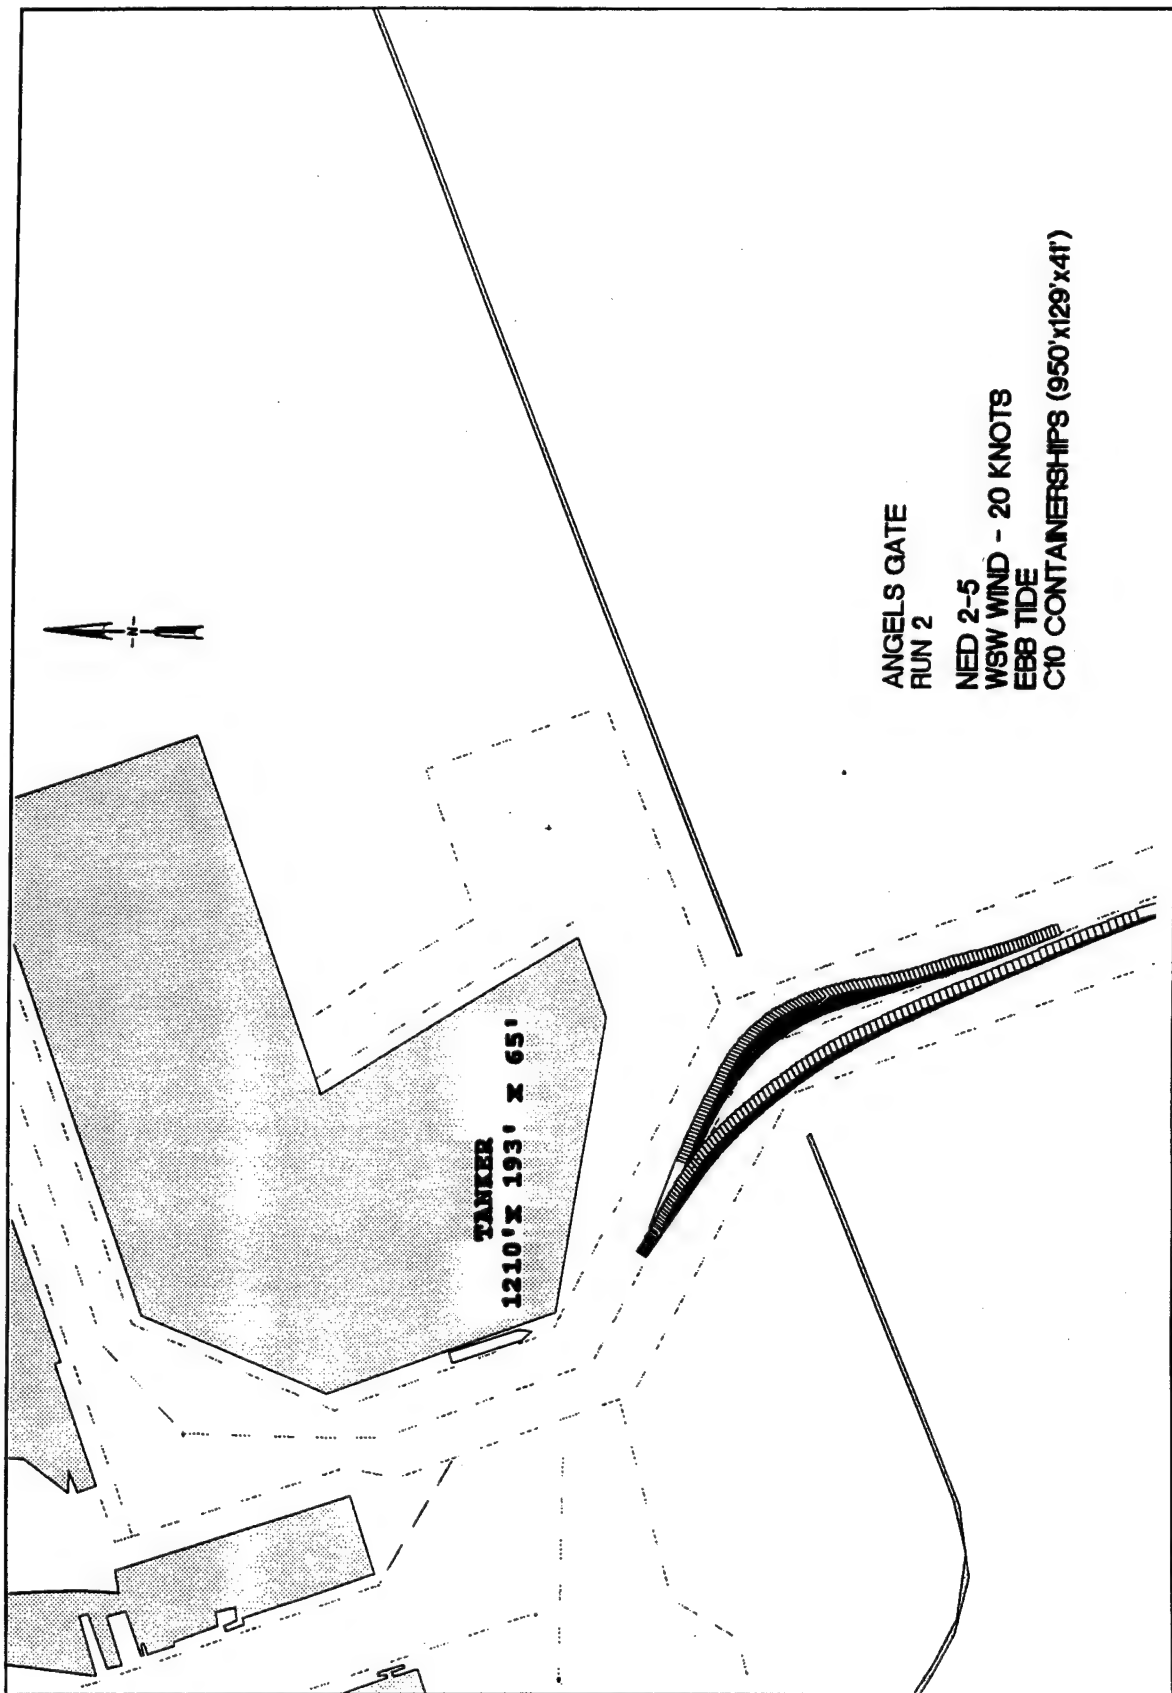 N
TANKER
1210'X 193' X 65'
ANGELS GATE
RUN 2
NED 2-5
WSW WIND - 20 KNOTS
EBB TIDE
C10 CONTAINERSHIPS (950'x129'x41')